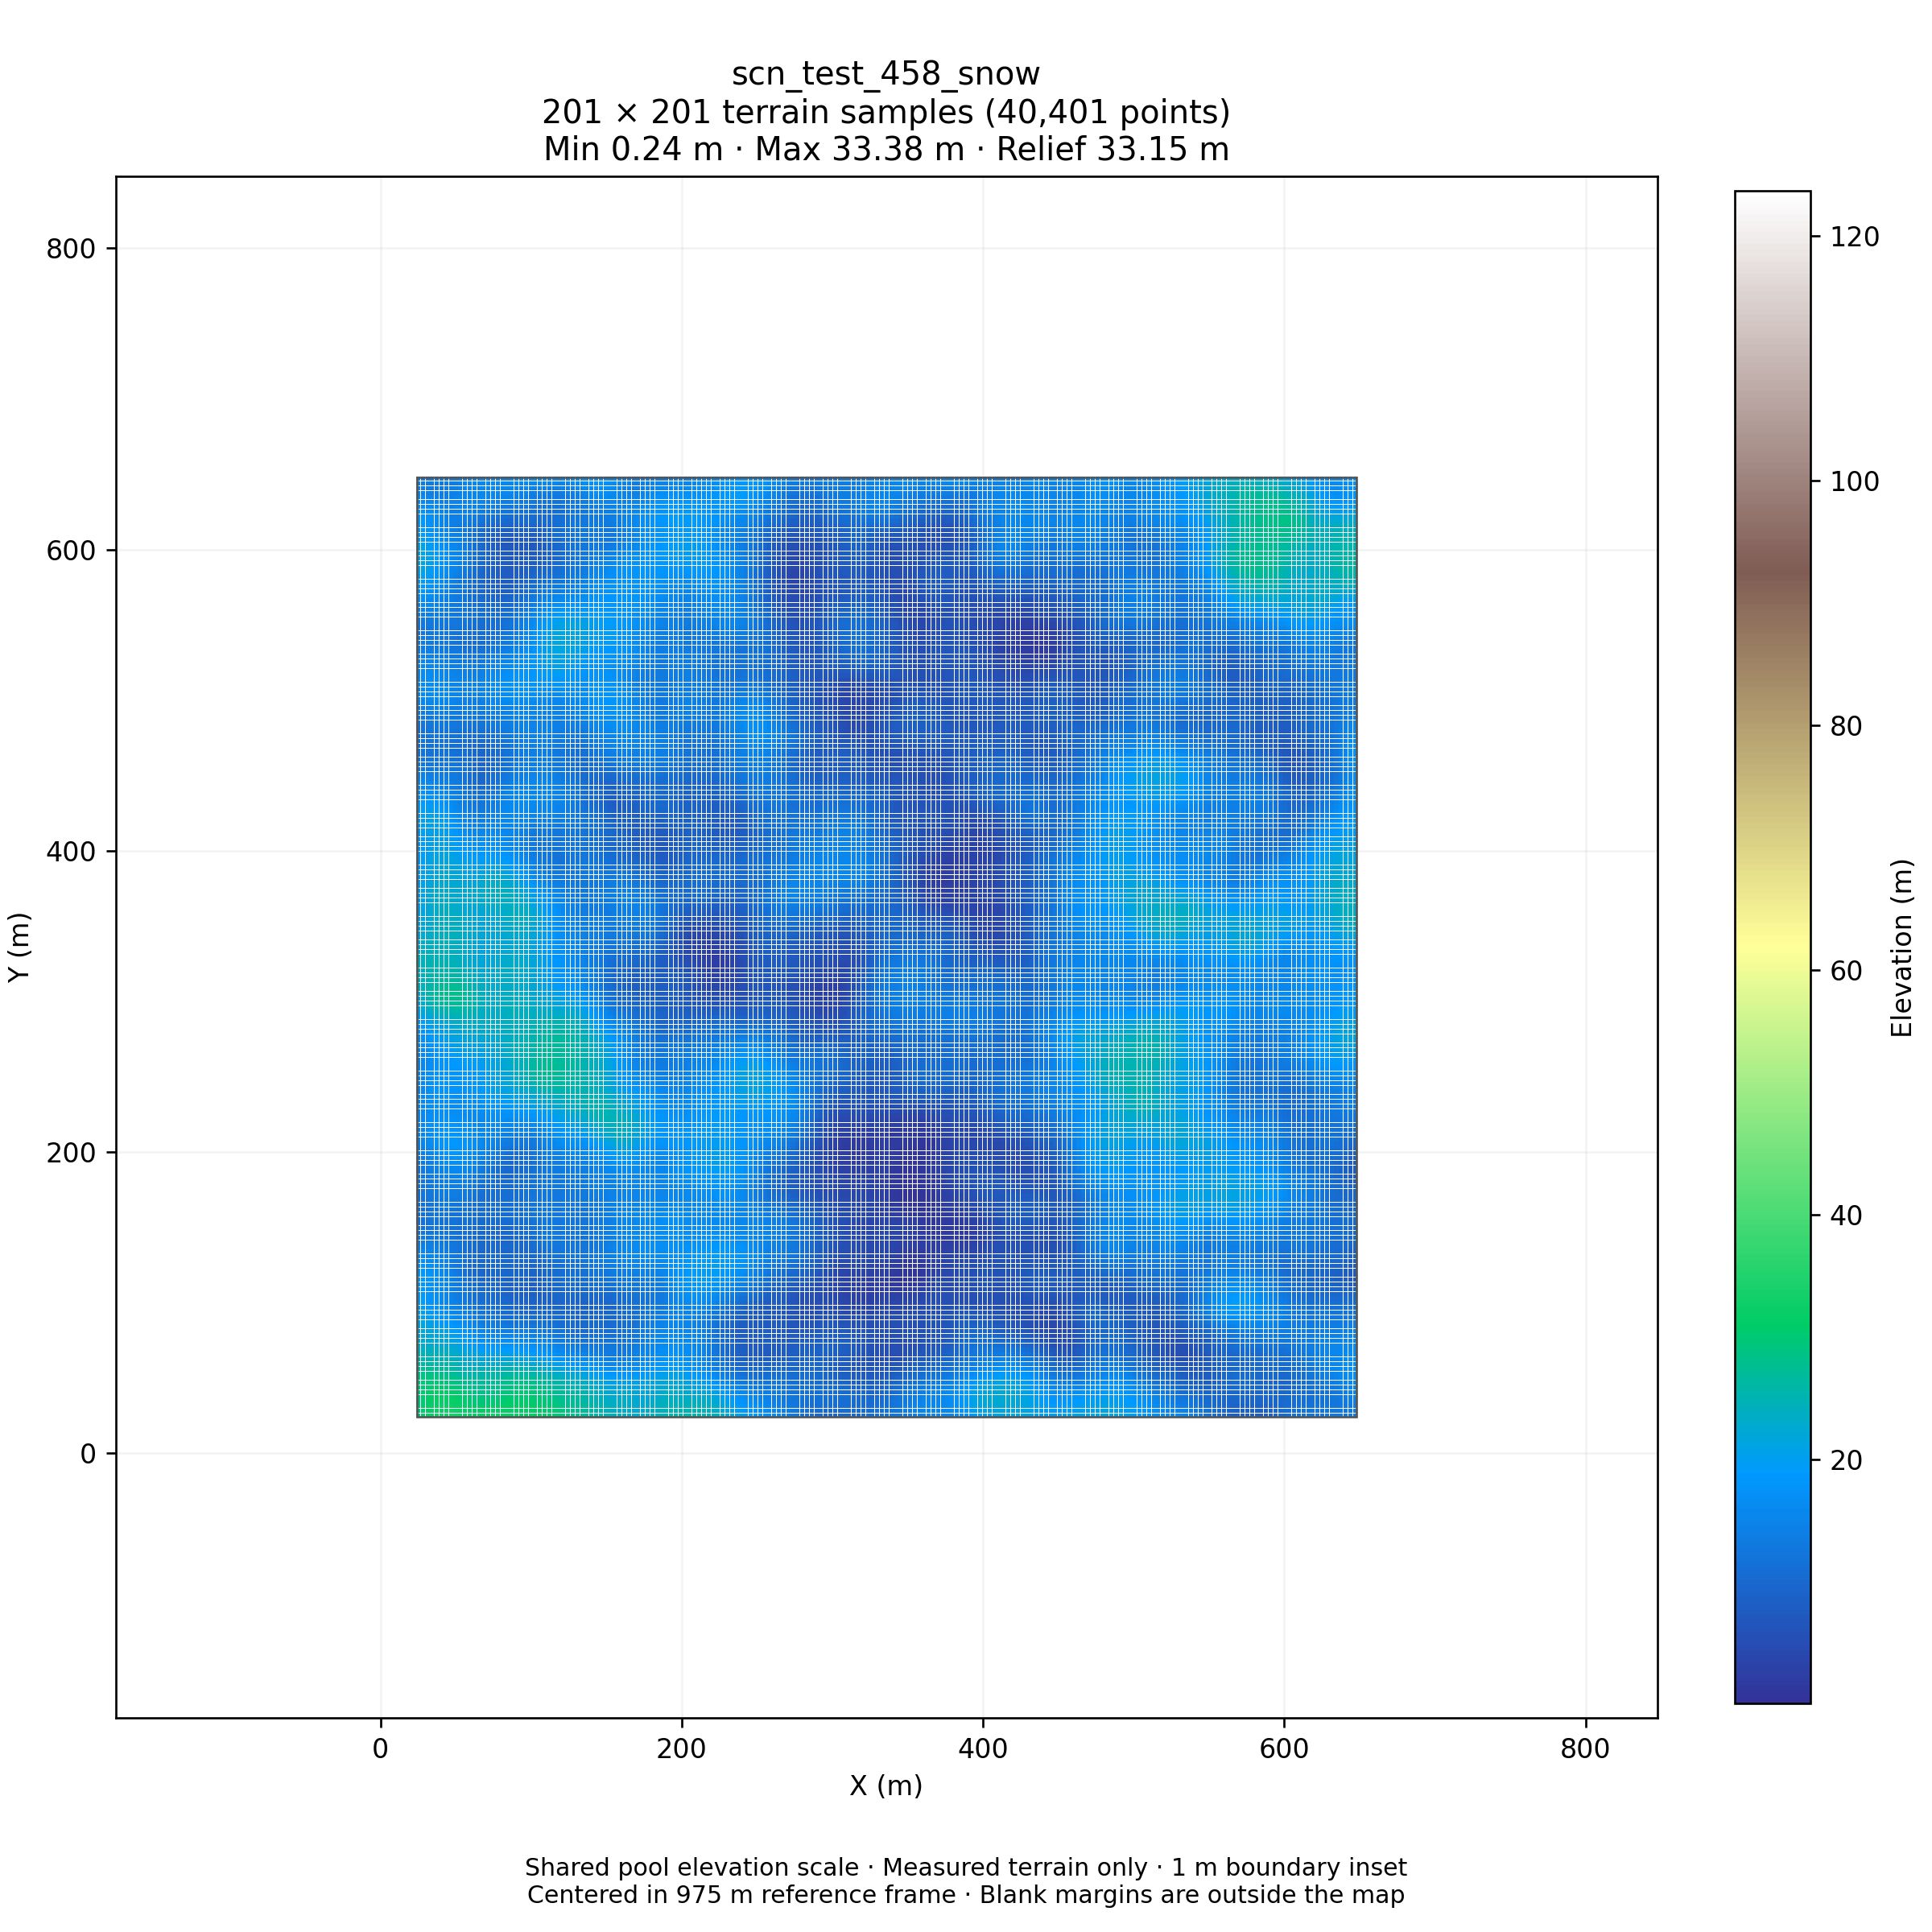 scn_test_458_snow
201 × 201 terrain samples (40,401 points)
Min 0.24 m · Max 33.38 m · Relief 33.15 m
800
600
400
200
0
Y (m)
0
200
400
600
800
X (m)
120
100
80
60
40
20
Elevation (m)
Shared pool elevation scale · Measured terrain only · 1 m boundary inset
Centered in 975 m reference frame · Blank margins are outside the map